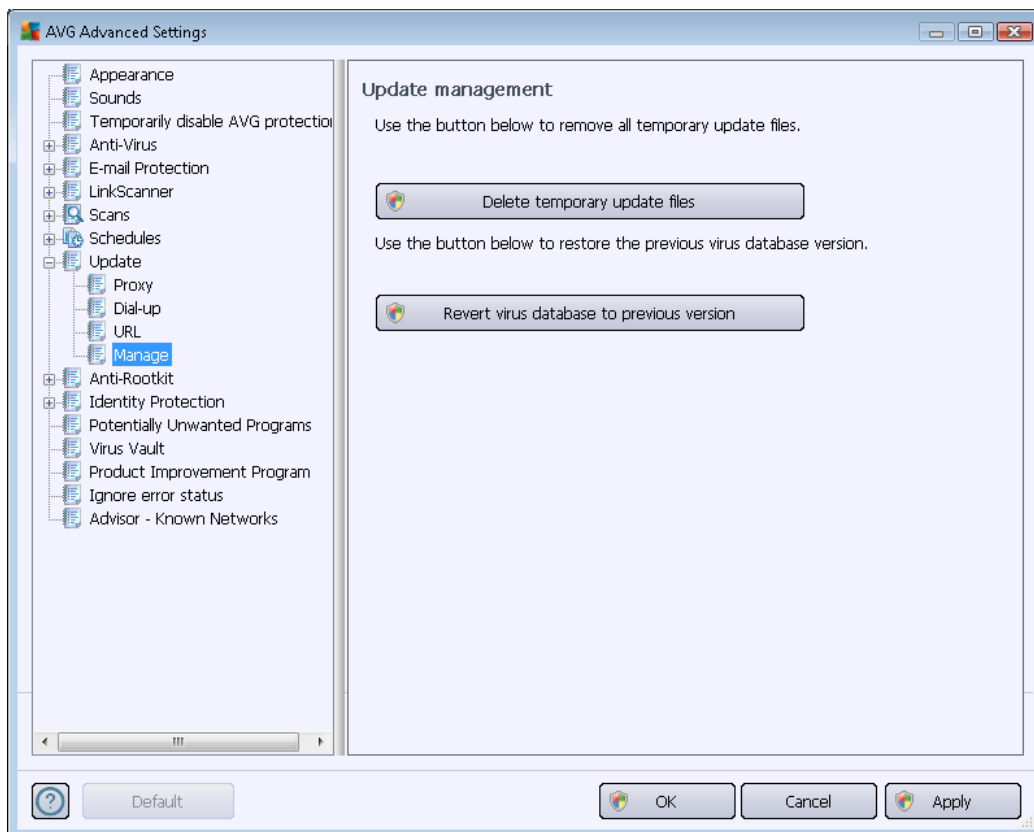 AVG Advanced Settings
Appearance
Sounds
Temporarily disable AVG protection
Anti-Virus
E-mail Protection
LinkScanner
Scans
Schedules
Update
Proxy
Dial-up
URL
Manage
Anti-Rootkit
Identity Protection
Potentially Unwanted Programs
Virus Vault
Product Improvement Program
Ignore error status
Advisor - Known Networks
Update management
Use the button below to remove all temporary update files.
Delete temporary update files
Use the button below to restore the previous virus database version.
Revert virus database to previous version
?
Default
OK
Cancel
Apply